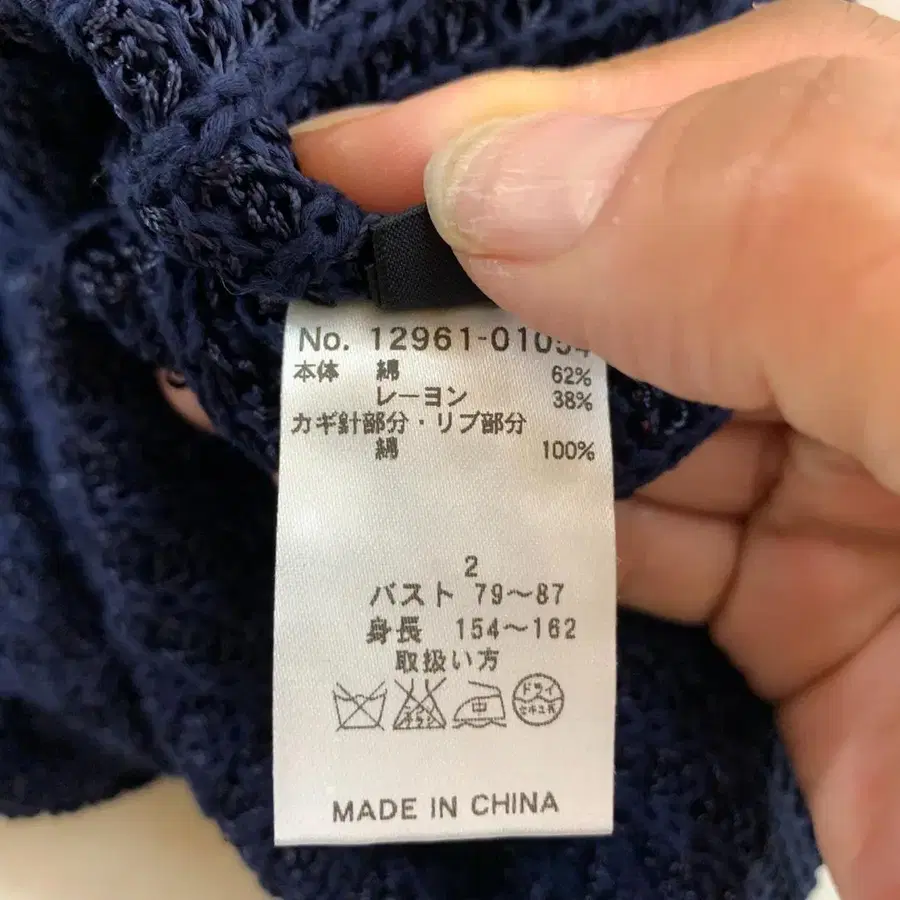 No. 12961-01054
本体 綿 62%
レーヨン 38%
カギ針部分・リブ部分
綿 100%
2
バスト 79〜87
身長 154〜162
取扱い方
中 ドライ
MADE IN CHINA